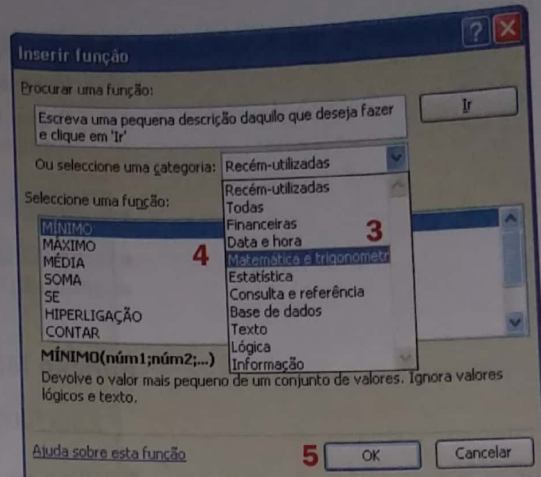 Inserir função
Procurar uma função:
Escreva uma pequena descrição daquilo que deseja fazer
e clique em 'Ir'
Ir
Ou seleccione uma categoria: Recém-utilizadas
Recém-utilizadas
Todas
Financeiras
Data e hora
3
Matemática e trigonometr
Estatística
Consulta e referência
Base de dados
Texto
Lógica
Informação
Seleccione uma função:
4
MÍNIMO
MÁXIMO
MÉDIA
SOMA
SE
HIPERLIGAÇÃO
CONTAR
MÍNIMO(núm1;núm2;...)
Devolve o valor mais pequeno de um conjunto de valores. Ignora valores
lógicos e texto.
Ajuda sobre esta função
5
OK
Cancelar